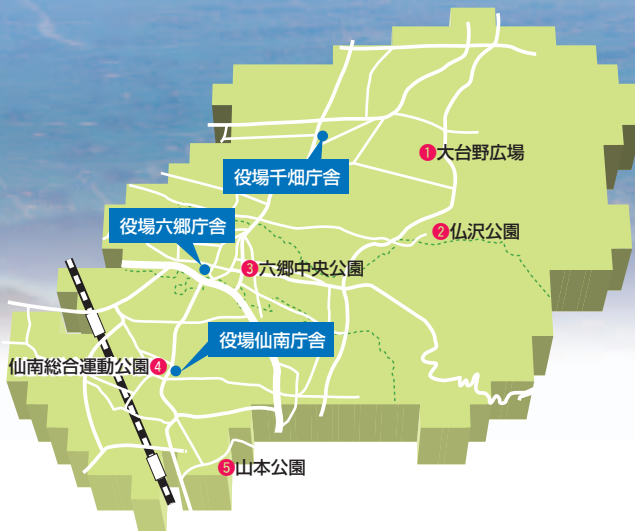 ❶大台野広場
役場千畑庁舎
役場六郷庁舎
❷仏沢公園
❸六郷中央公園
役場仙南庁舎
仙南総合運動公園❹
❺山本公園